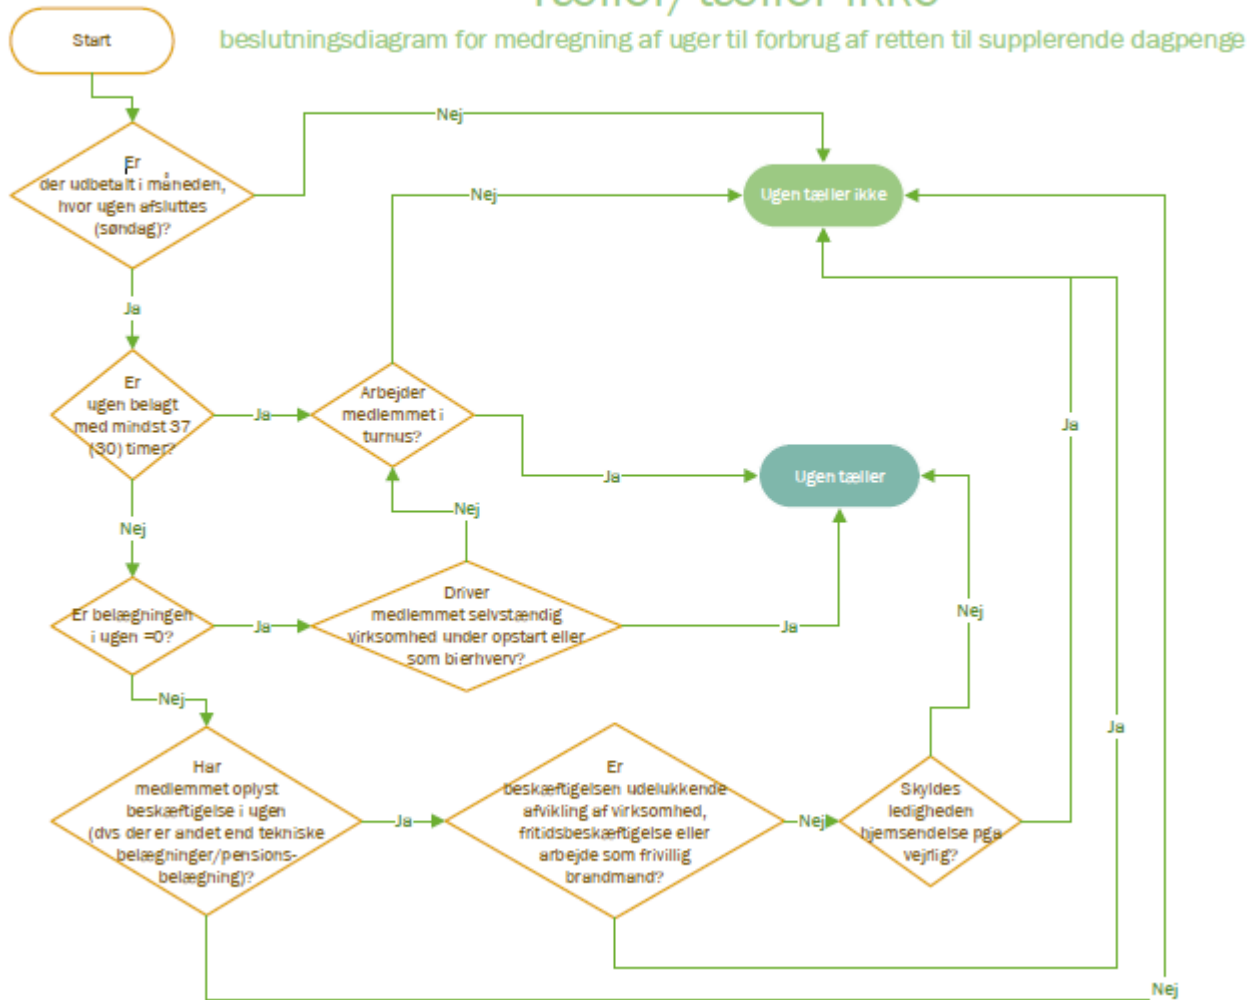 beslutningsdiagram for medregning af uger til forbrug af retten til supplerende dagpenge
Start
Nej
Er
der udbetalt i måneden,
hvor ugen afsluttes
(søndag)?
Nej
Ugen tæller ikke
Ja
Er
ugen belagt
med mindst 37
(30) timer?
Ja
Arbejder
medlemmet i
turnus?
Ja
Ja
Ugen tæller
Nej
Nej
Er belægningen
i ugen =0?
Ja
Driver
medlemmet selvstændig
virksomhed under opstart eller
som bierhverv?
Ja
Nej
Nej
Ja
Har
medlemmet oplyst
beskæftigelse i ugen
(dvs der er andet end tekniske
belægninger/pensions-
belægning)?
Ja
Er
beskæftigelsen udelukkende
afvikling af virksomhed,
fritidsbeskæftigelse eller
arbejde som frivillig
brandmand?
Nej
Skyldes
ledigheden
hjemsendelse pga
vejrlig?
Nej